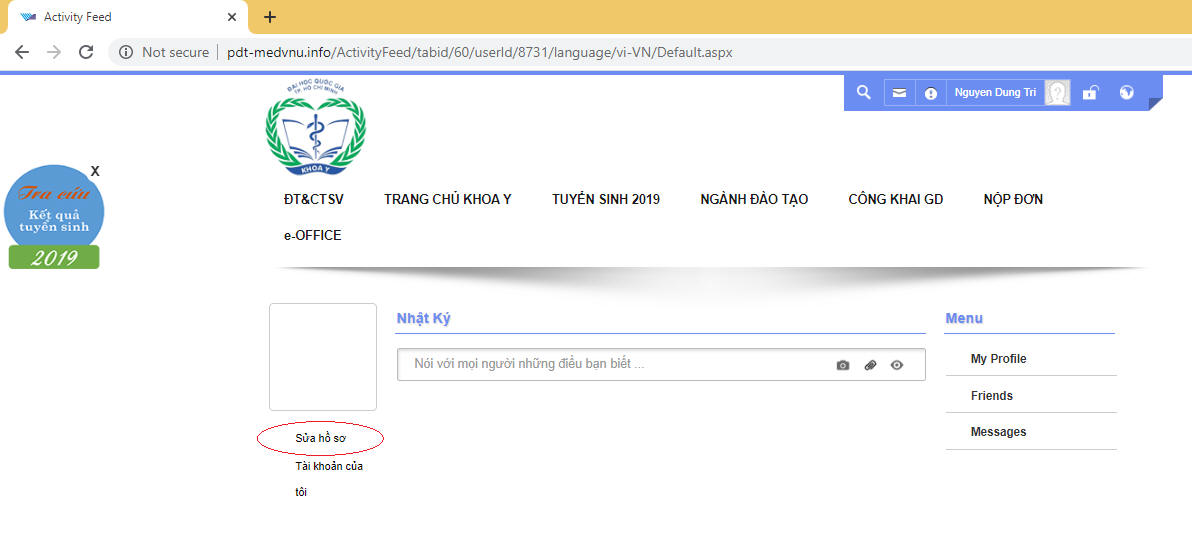 Activity Feed
Not secure pdt-medvnu.info/ActivityFeed/tabid/60/userId/8731/language/vi-VN/Default.aspx
ĐẠI HỌC QUỐC GIA
TP. HỒ CHÍ MINH
KHOA Y
Nguyen Dung Tri
X
Tra cứu
Kết quả
tuyển sinh
2019
ĐT&CTSV TRANG CHỦ KHOA Y TUYỂN SINH 2019 NGÀNH ĐÀO TẠO CÔNG KHAI GD NỘP ĐƠN
e-OFFICE
Nhật Ký
Nói với mọi người những điều bạn biết ...
Sửa hồ sơ
Tài khoản của
tôi
Menu
My Profile
Friends
Messages